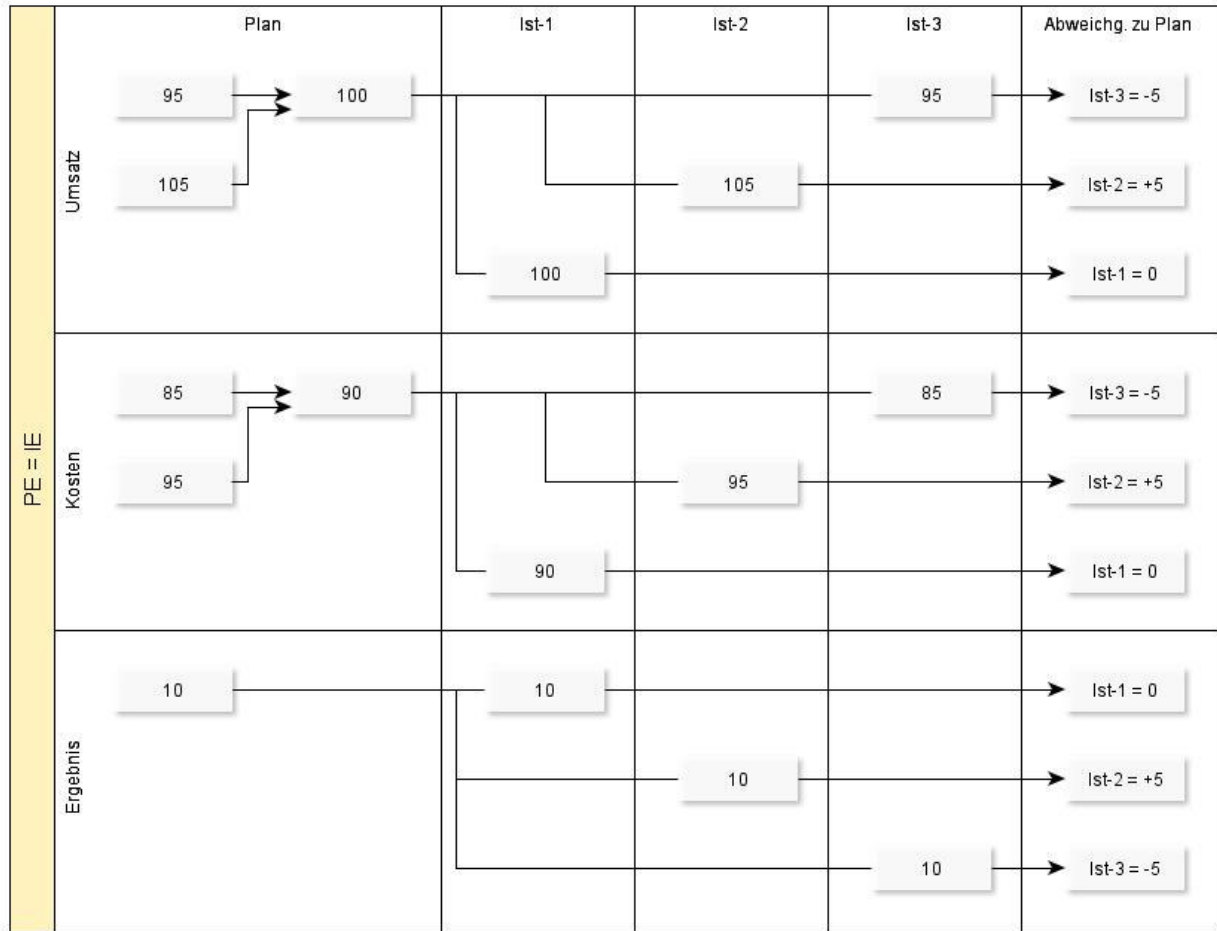 Plan Ist-1 Ist-2 Ist-3 Abweichg. zu Plan
PE = IE
Umsatz
95 100 95 Ist-3 = -5
105 105 Ist-2 = +5
100 Ist-1 = 0
Kosten
85 90 85 Ist-3 = -5
95 95 Ist-2 = +5
90 Ist-1 = 0
Ergebnis
10 10 Ist-1 = 0
10 Ist-2 = +5
10 Ist-3 = -5